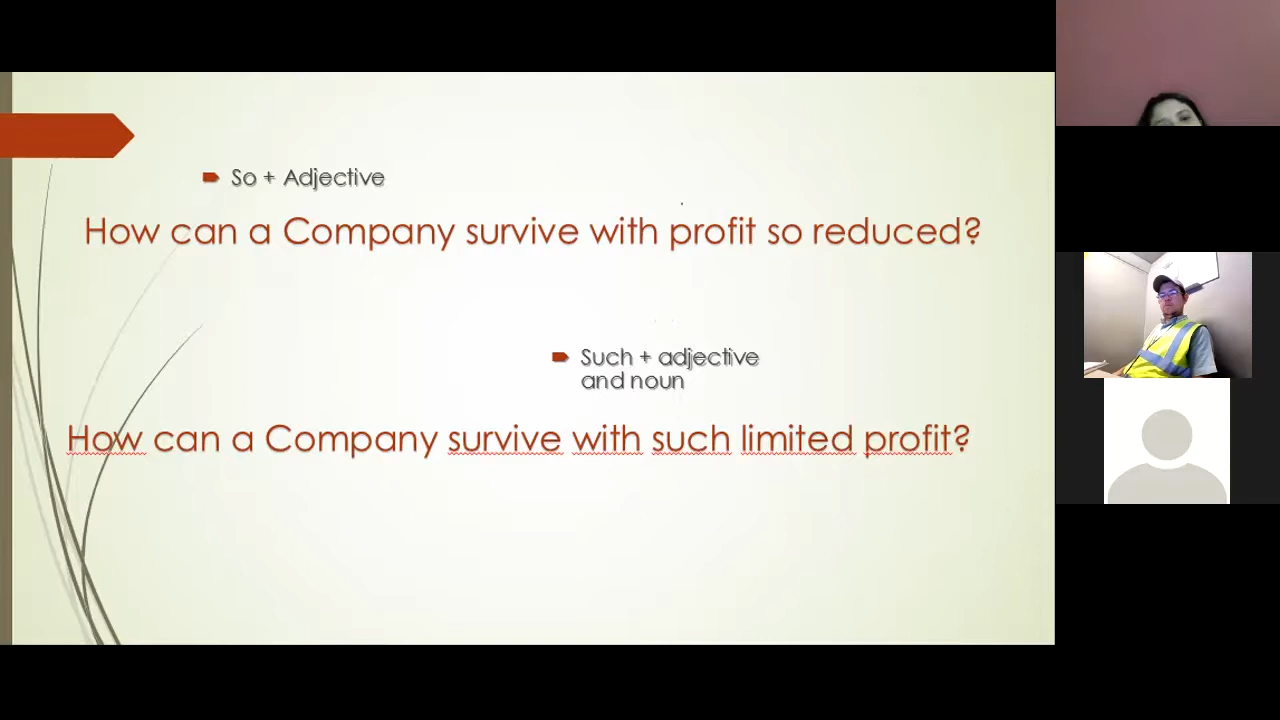 So + Adjective
How can a Company survive with profit so reduced?
Such + adjective
and noun
How can a Company survive with such limited profit?